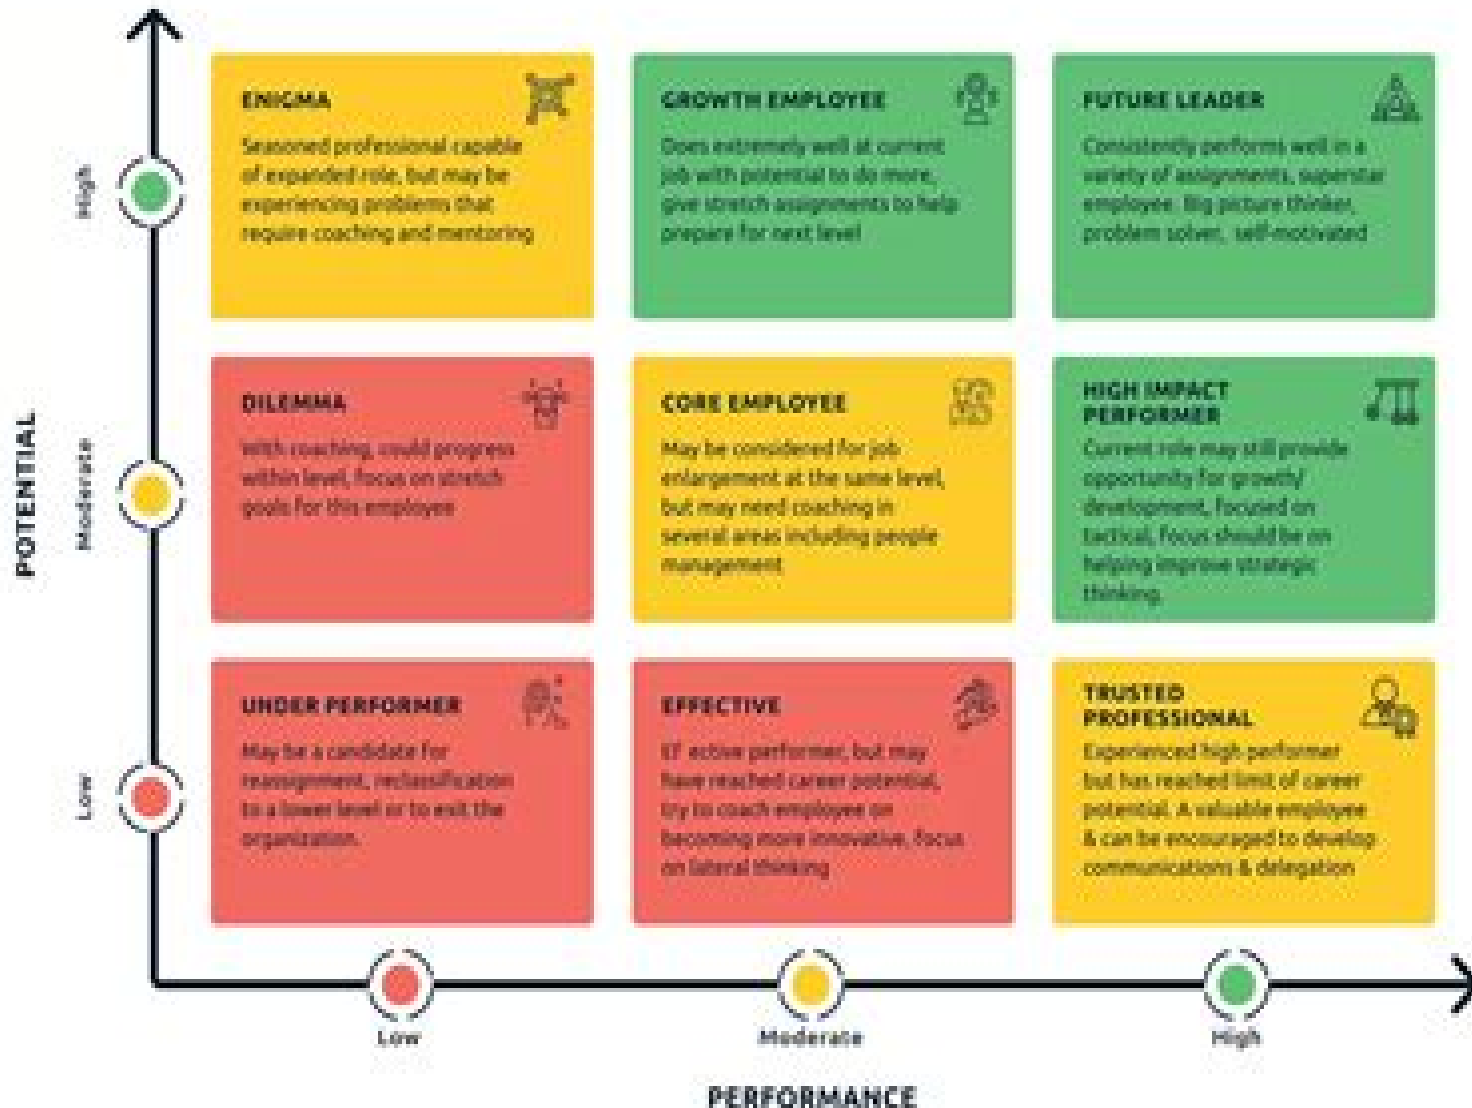 POTENTIAL
High
Moderate
Low
ENIGMA
Seasoned professional capable
of expanded role, but may be
experiencing problems that
require coaching and mentoring
GROWTH EMPLOYEE
Does extremely well at current
job with potential to do more,
give stretch assignments to help
prepare for next level
FUTURE LEADER
Consistently performs well in a
variety of assignments, superstar
employee. Big picture thinker,
problem solver, self-motivated
DILEMMA
With coaching, could progress
within level, focus on stretch
goals for this employee
CORE EMPLOYEE
May be considered for job
enlargement at the same level,
but may need coaching in
several areas including people
management
HIGH IMPACT
PERFORMER
Current role may still provide
opportunity for growth/
development, focused on
tactical, focus should be on
helping improve strategic
thinking.
UNDER PERFORMER
May be a candidate for
reassignment, reclassification
to a lower level or to exit the
organization.
EFFECTIVE
ective performer, but may
have reached career potential,
try to coach employee on
becoming more innovative, focus
on lateral thinking
TRUSTED
PROFESSIONAL
Experienced high performer
but has reached limit of career
potential. A valuable employee
& can be encouraged to develop
communications & delegation
Low
Moderate
High
PERFORMANCE